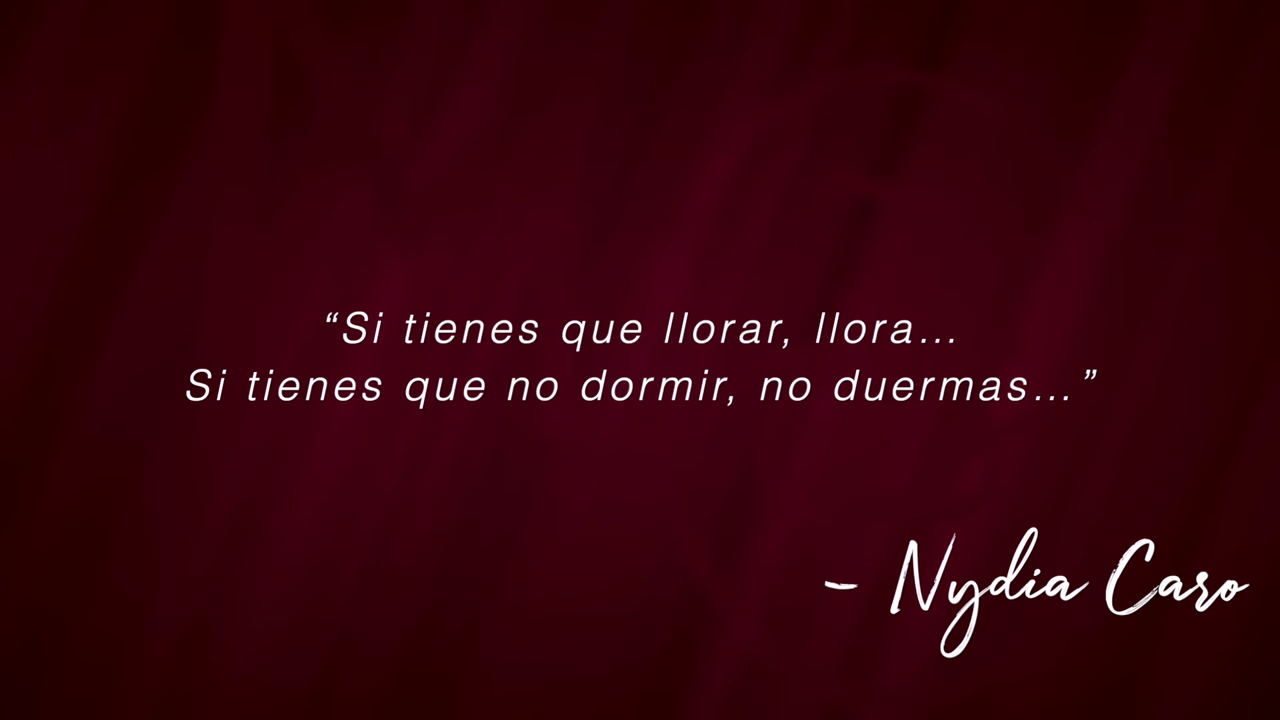 “Si tienes que llorar, llora...
Si tienes que no dormir, no duermas...”
- Nydia Caro